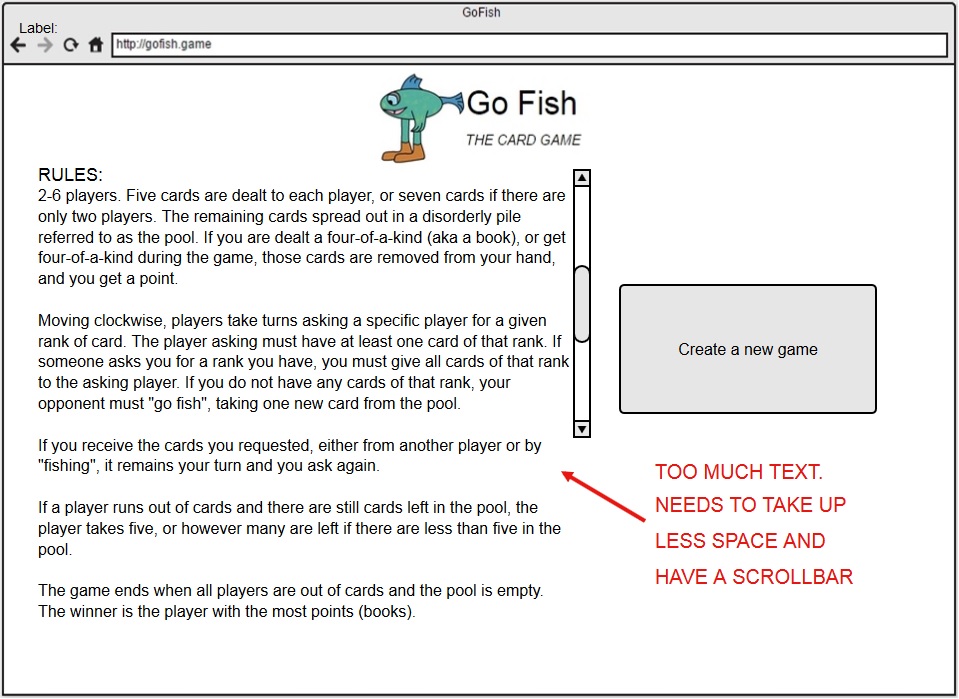 GoFish
Label:
http://gofish.game
Go Fish
THE CARD GAME
RULES:
2-6 players. Five cards are dealt to each player, or seven cards if there are
only two players. The remaining cards spread out in a disorderly pile
referred to as the pool. If you are dealt a four-of-a-kind (aka a book), or get
four-of-a-kind during the game, those cards are removed from your hand,
and you get a point.
Moving clockwise, players take turns asking a specific player for a given
rank of card. The player asking must have at least one card of that rank. If
someone asks you for a rank you have, you must give all cards of that rank
to the asking player. If you do not have any cards of that rank, your
opponent must "go fish", taking one new card from the pool.
If you receive the cards you requested, either from another player or by
"fishing", it remains your turn and you ask again.
If a player runs out of cards and there are still cards left in the pool, the
player takes five, or however many are left if there are less than five in the
pool.
The game ends when all players are out of cards and the pool is empty.
The winner is the player with the most points (books).
Create a new game
TOO MUCH TEXT.
NEEDS TO TAKE UP
LESS SPACE AND
HAVE A SCROLLBAR